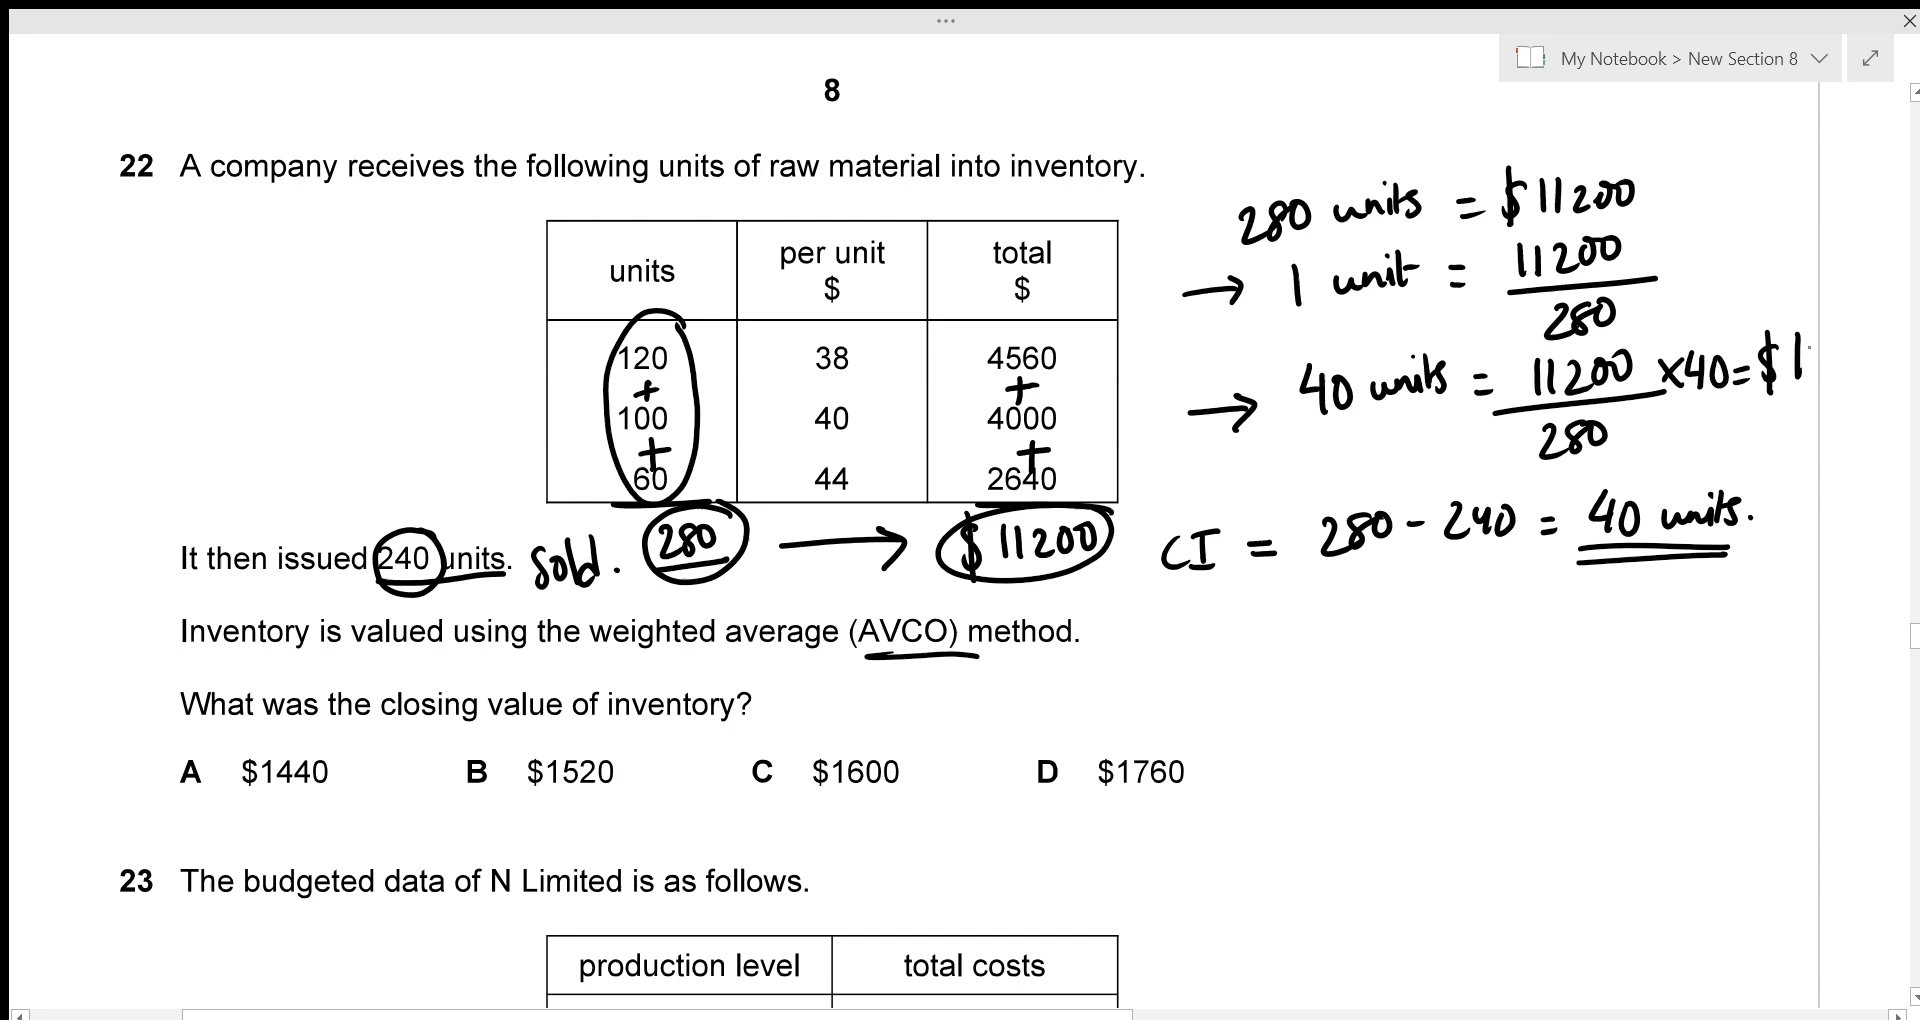 My Notebook > New Section 8
8
22 A company receives the following units of raw material into inventory.
units per unit $ total $
120 38 4560
+ +
100 40 4000
+ +
60 44 2640
280 → $ 11200
280 units = $11200
→ 1 unit = 11200 / 280
→ 40 units = 11200 / 280 ×40 = $1
CI = 280 - 240 = 40 units.
It then issued 240 units. Sold.
Inventory is valued using the weighted average (AVCO) method.
What was the closing value of inventory?
A $1440 B $1520 C $1600 D $1760
23 The budgeted data of N Limited is as follows.
production level total costs